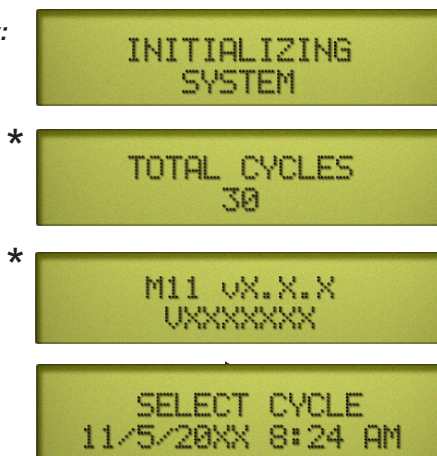 :
INITIALIZING
SYSTEM
*
TOTAL CYCLES
30
*
M11 vX.X.X
VXXXXXXX
SELECT CYCLE
11/5/20XX 8:24 AM